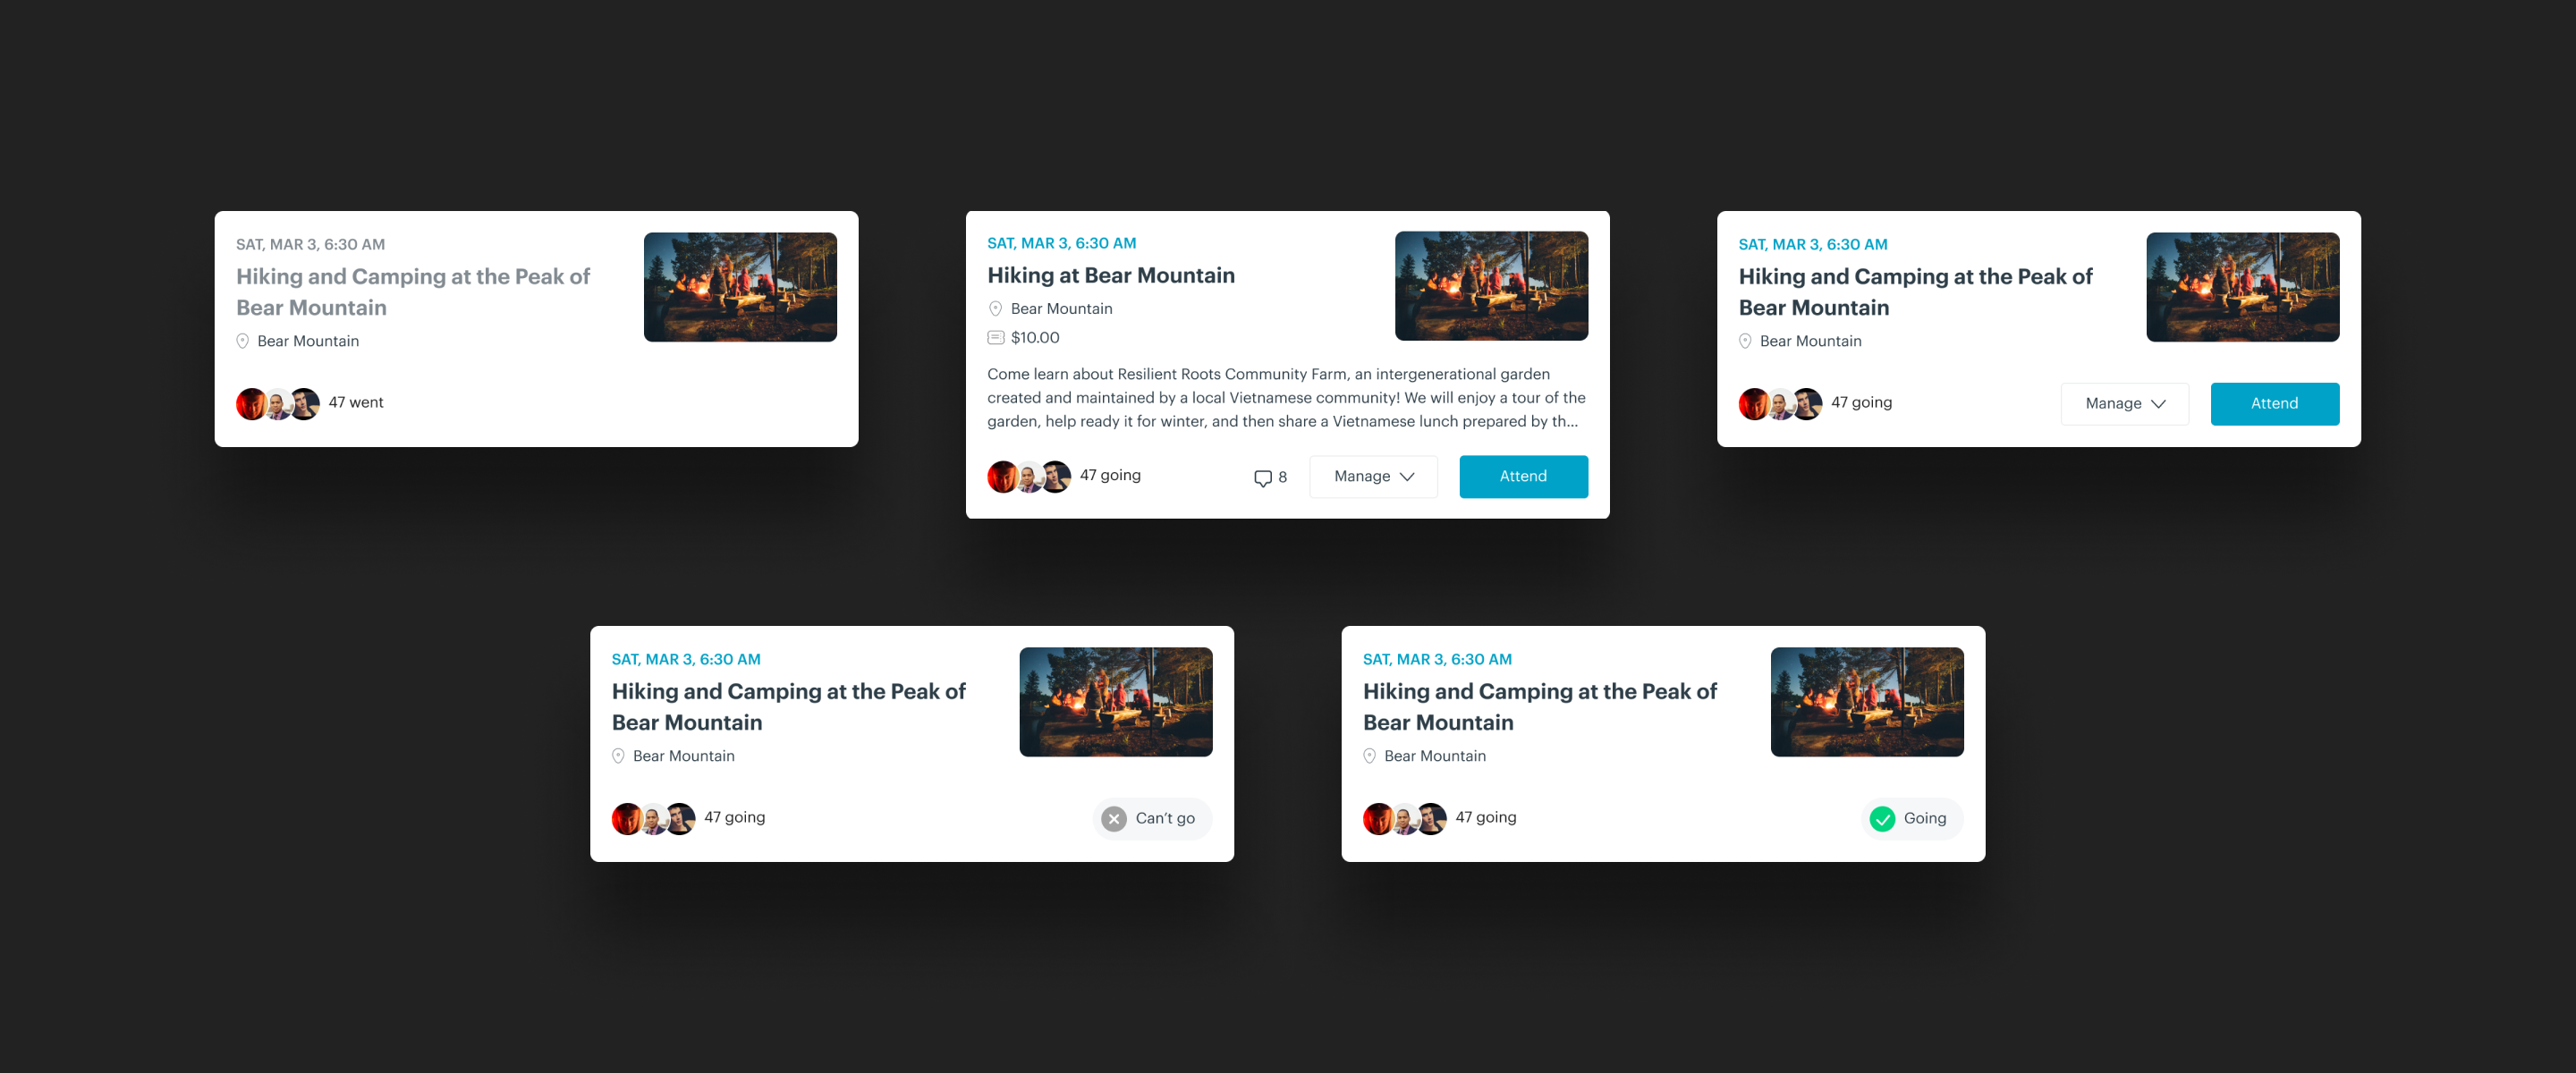 SAT, MAR 3, 6:30 AM
Hiking and Camping at the Peak of
Bear Mountain
Bear Mountain
47 went
SAT, MAR 3, 6:30 AM
Hiking at Bear Mountain
Bear Mountain
$10.00
Come learn about Resilient Roots Community Farm, an intergenerational garden
created and maintained by a local Vietnamese community! We will enjoy a tour of the
garden, help ready it for winter, and then share a Vietnamese lunch prepared by th...
47 going
8
Manage
Attend
SAT, MAR 3, 6:30 AM
Hiking and Camping at the Peak of
Bear Mountain
Bear Mountain
47 going
Manage
Attend
SAT, MAR 3, 6:30 AM
Hiking and Camping at the Peak of
Bear Mountain
Bear Mountain
47 going
Can’t go
SAT, MAR 3, 6:30 AM
Hiking and Camping at the Peak of
Bear Mountain
Bear Mountain
47 going
Going